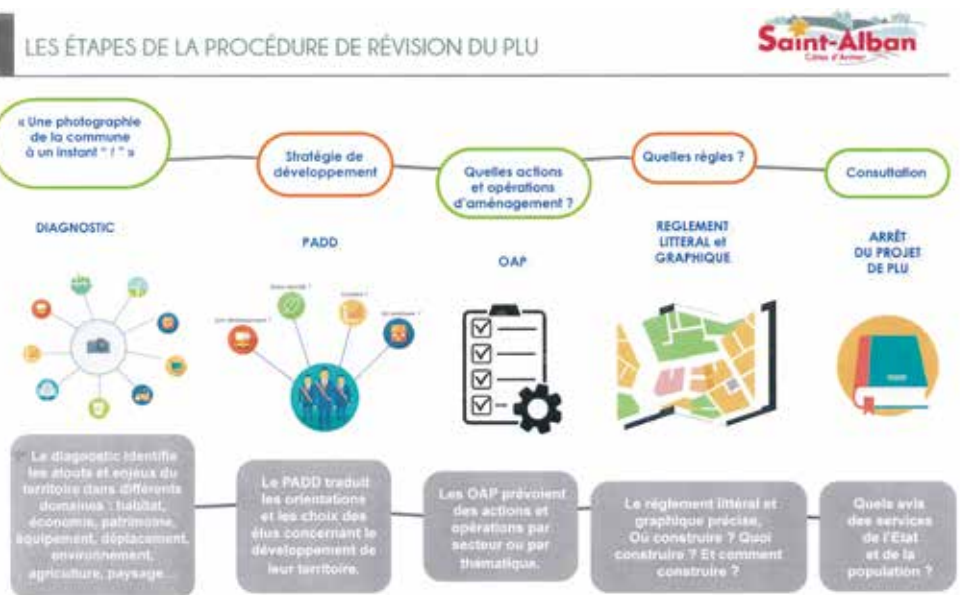 LES ÉTAPES DE LA PROCÉDURE DE RÉVISION DU PLU
Saint-Alban
Côtes d'Armor
« Une photographie
de la commune
à un instant " t " »
Stratégie de
développement
Quelles actions
et opérations
d'aménagement ?
Quelles règles ?
Consultation
DIAGNOSTIC
PADD
OAP
REGLEMENT
LITTERAL et
GRAPHIQUE
ARRÊT
DU PROJET
DE PLU
Le diagnostic identifie
les atouts et enjeux du
territoire dans différents
domaines : habitat,
économie, patrimoine,
équipement, déplacement,
environnement,
agriculture, paysage...
Le PADD traduit
les orientations
et les choix des
élus concernant le
développement de
leur territoire.
Les OAP prévoient
des actions et
opérations par
secteur ou par
thématique.
Le réglement littéral et
graphique précise,
Où construire ? Quoi
construire ? Et comment
construire ?
Quels avis
des services
de l'Etat
et de la
population ?